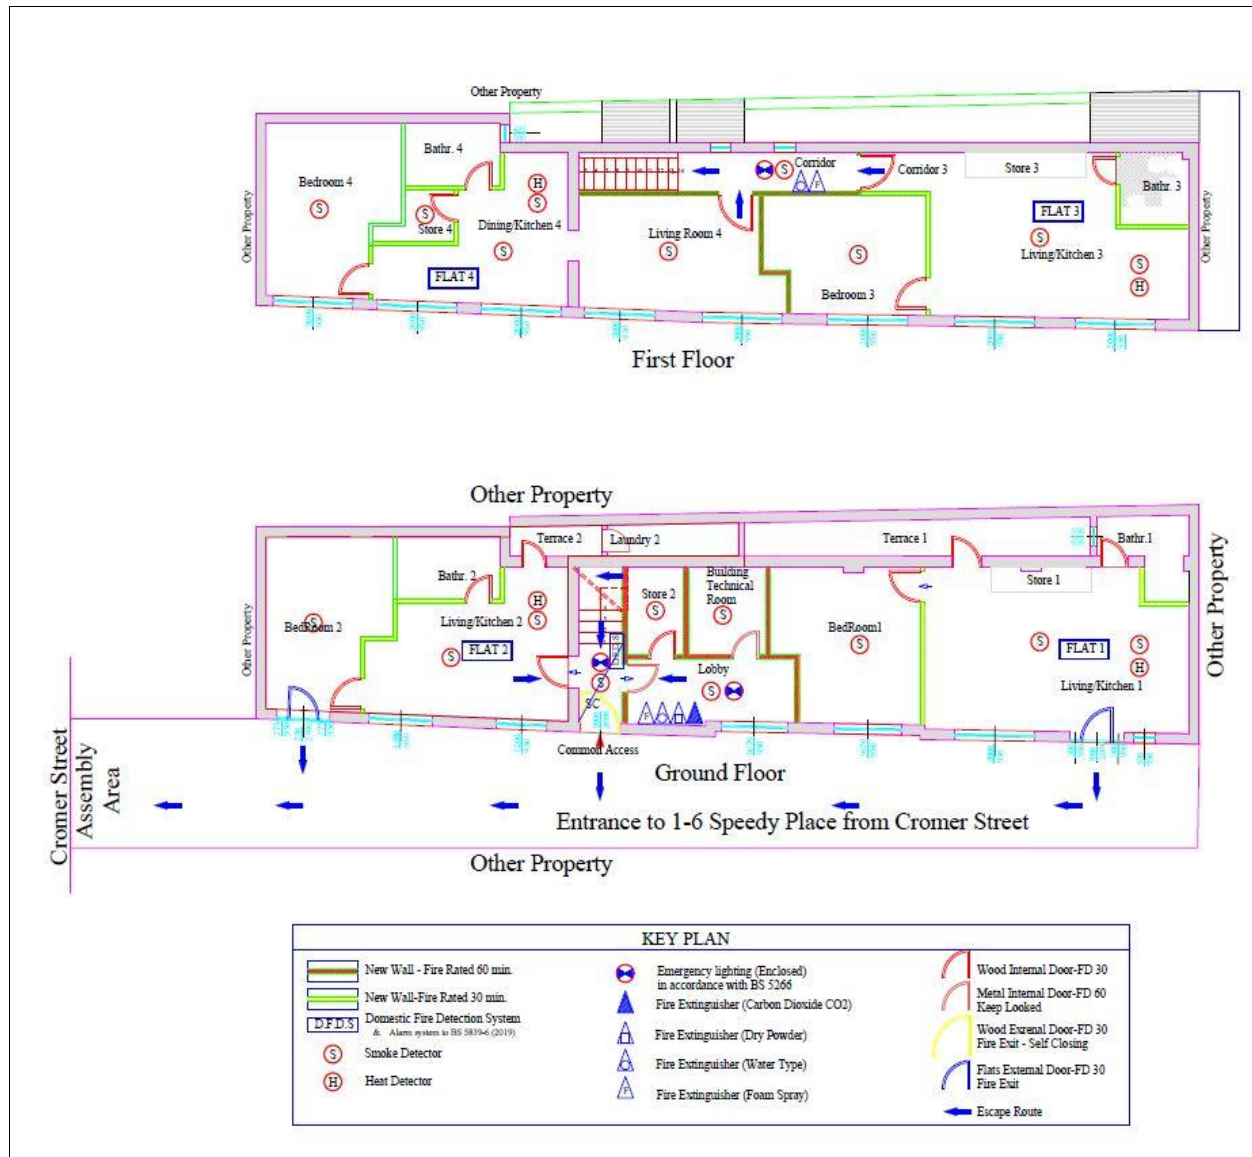 Other Property
Other Property
Bedroom 4
S
Bathr. 4
S
Store 4
H
S
Dining/Kitchen 4
S
FLAT 4
Living Room 4
S
S
Corridor
F
Corridor 3
Store 3
Bathr. 3
FLAT 3
S
Living/Kitchen 3
S
H
S
Bedroom 3
Other Property
First Floor
Other Property
Other Property
Terrace 2
Laundry 2
Terrace 1
Bathr.1
Bathr. 2
S
BedRoom 2
Living/Kitchen 2
H
S
S
FLAT 2
Store 2
S
Building
Technical
Room
S
D.F.D.S
S
SC
Lobby
S
F
BedRoom1
S
Store 1
S
FLAT 1
S
H
Living/Kitchen 1
Other Property
Common Access
Ground Floor
Cromer Street
Assembly
Area
Entrance to 1-6 Speedy Place from Cromer Street
Other Property
KEY PLAN
New Wall - Fire Rated 60 min.
New Wall-Fire Rated 30 min.
D.F.D.S
Domestic Fire Detection System
& Alarm system to BS 5839-6 (2019)
S
Smoke Detector
H
Heat Detector
Emergency lighting (Enclosed)
in accordance with BS 5266
Fire Extinguisher (Carbon Dioxide CO2)
Fire Extinguisher (Dry Powder)
Fire Extinguisher (Water Type)
F
Fire Extinguisher (Foam Spray)
Wood Internal Door-FD 30
Metal Internal Door-FD 60
Keep Looked
Wood Exrenal Door-FD 30
Fire Exit - Self Closing
Flats External Door-FD 30
Fire Exit
Escape Route